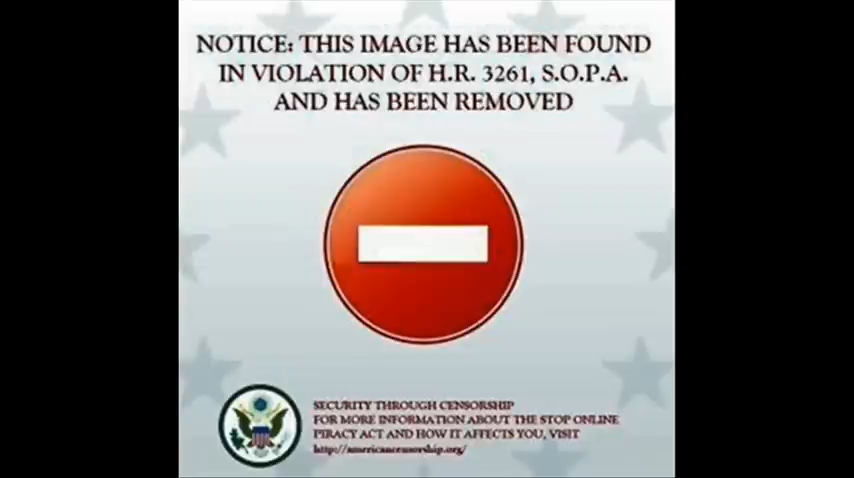 NOTICE: THIS IMAGE HAS BEEN FOUND
IN VIOLATION OF H.R. 3261, S.O.P.A.
AND HAS BEEN REMOVED
SECURITY THROUGH CENSORSHIP
FOR MORE INFORMATION ABOUT THE STOP ONLINE
PIRACY ACT AND HOW IT AFFECTS YOU, VISIT
http://americancensorship.org/